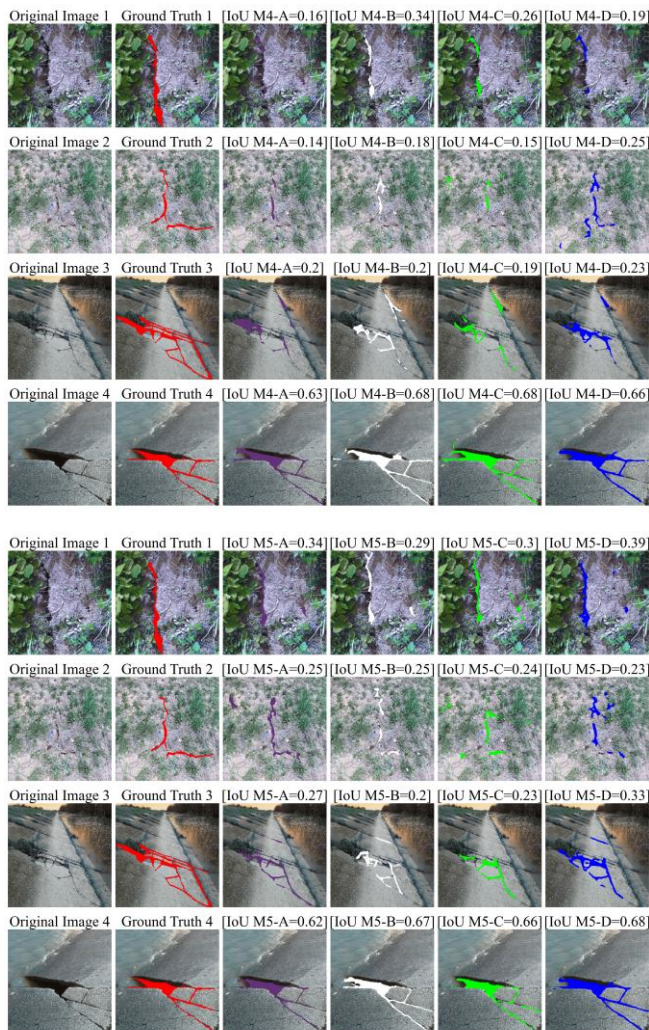 Original Image 1 Ground Truth 1 [IoU M4-A=0.16] [IoU M4-B=0.34] [IoU M4-C=0.26] [IoU M4-D=0.19]
Original Image 2 Ground Truth 2 [IoU M4-A=0.14] [IoU M4-B=0.18] [IoU M4-C=0.15] [IoU M4-D=0.25]
Original Image 3 Ground Truth 3 [IoU M4-A=0.2] [IoU M4-B=0.2] [IoU M4-C=0.19] [IoU M4-D=0.23]
Original Image 4 Ground Truth 4 [IoU M4-A=0.63] [IoU M4-B=0.68] [IoU M4-C=0.68] [IoU M4-D=0.66]
Original Image 1 Ground Truth 1 [IoU M5-A=0.34] [IoU M5-B=0.29] [IoU M5-C=0.3] [IoU M5-D=0.39]
Original Image 2 Ground Truth 2 [IoU M5-A=0.25] [IoU M5-B=0.25] [IoU M5-C=0.24] [IoU M5-D=0.23]
Original Image 3 Ground Truth 3 [IoU M5-A=0.27] [IoU M5-B=0.2] [IoU M5-C=0.23] [IoU M5-D=0.33]
Original Image 4 Ground Truth 4 [IoU M5-A=0.62] [IoU M5-B=0.67] [IoU M5-C=0.66] [IoU M5-D=0.68]